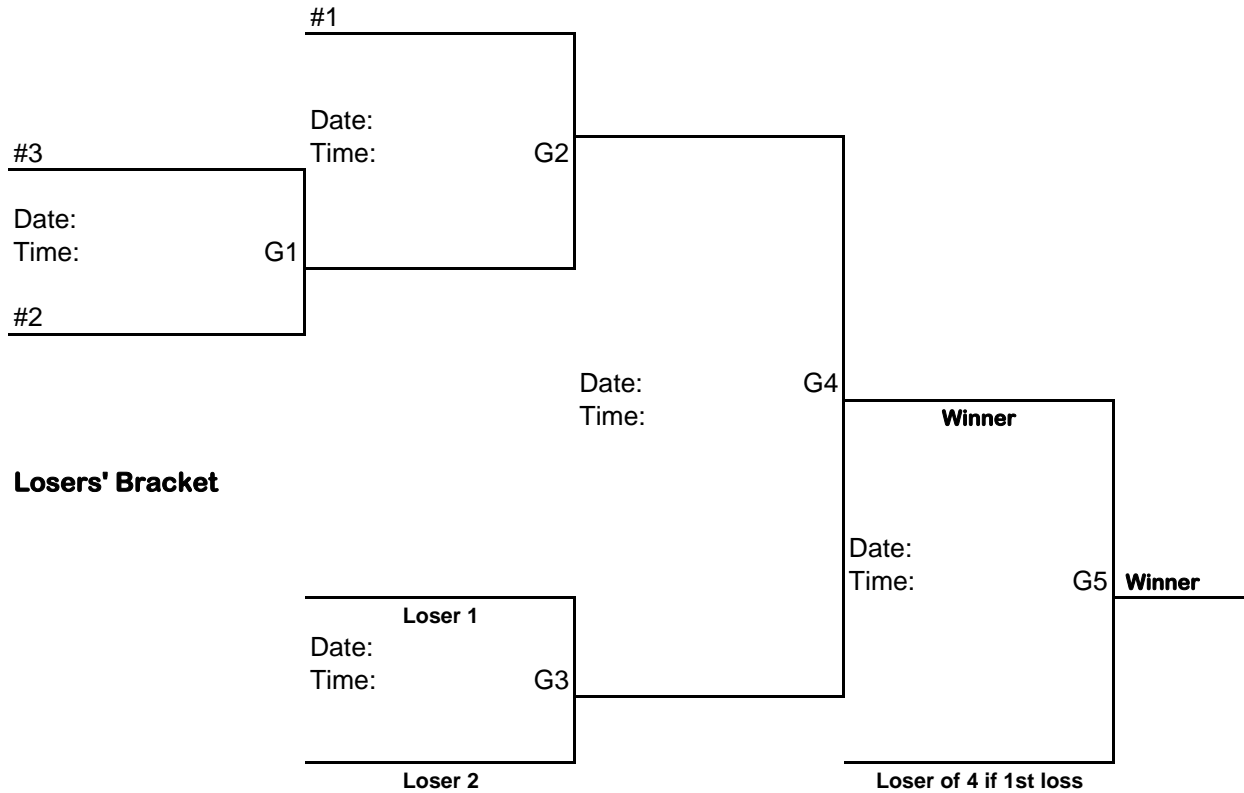 #1
Date:
Time: G2
#3
Date:
Time: G1
#2
Date: G4
Time:
Winner
Losers' Bracket
Date:
Time: G5 Winner
Loser 1
Date:
Time: G3
Loser 2
Loser of 4 if 1st loss